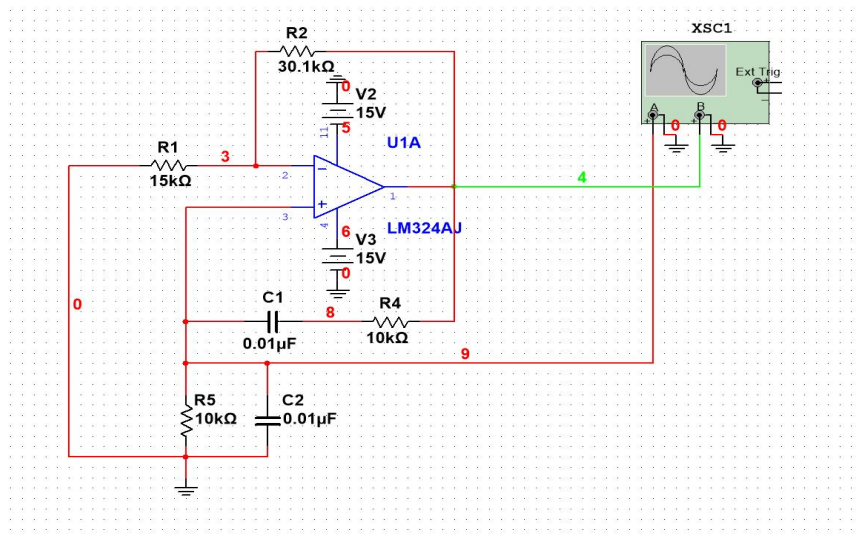 XSC1
R2
30.1kΩ
Ext Trig
+
−
0
V2
15V
A
B
+
−
+
−
0
0
11
5
U1A
R1
15kΩ
3
2
−
+
3
1
4
4
6
LM324AJ
V3
15V
0
0
C1
0.01µF
8
R4
10kΩ
9
R5
10kΩ
C2
0.01µF